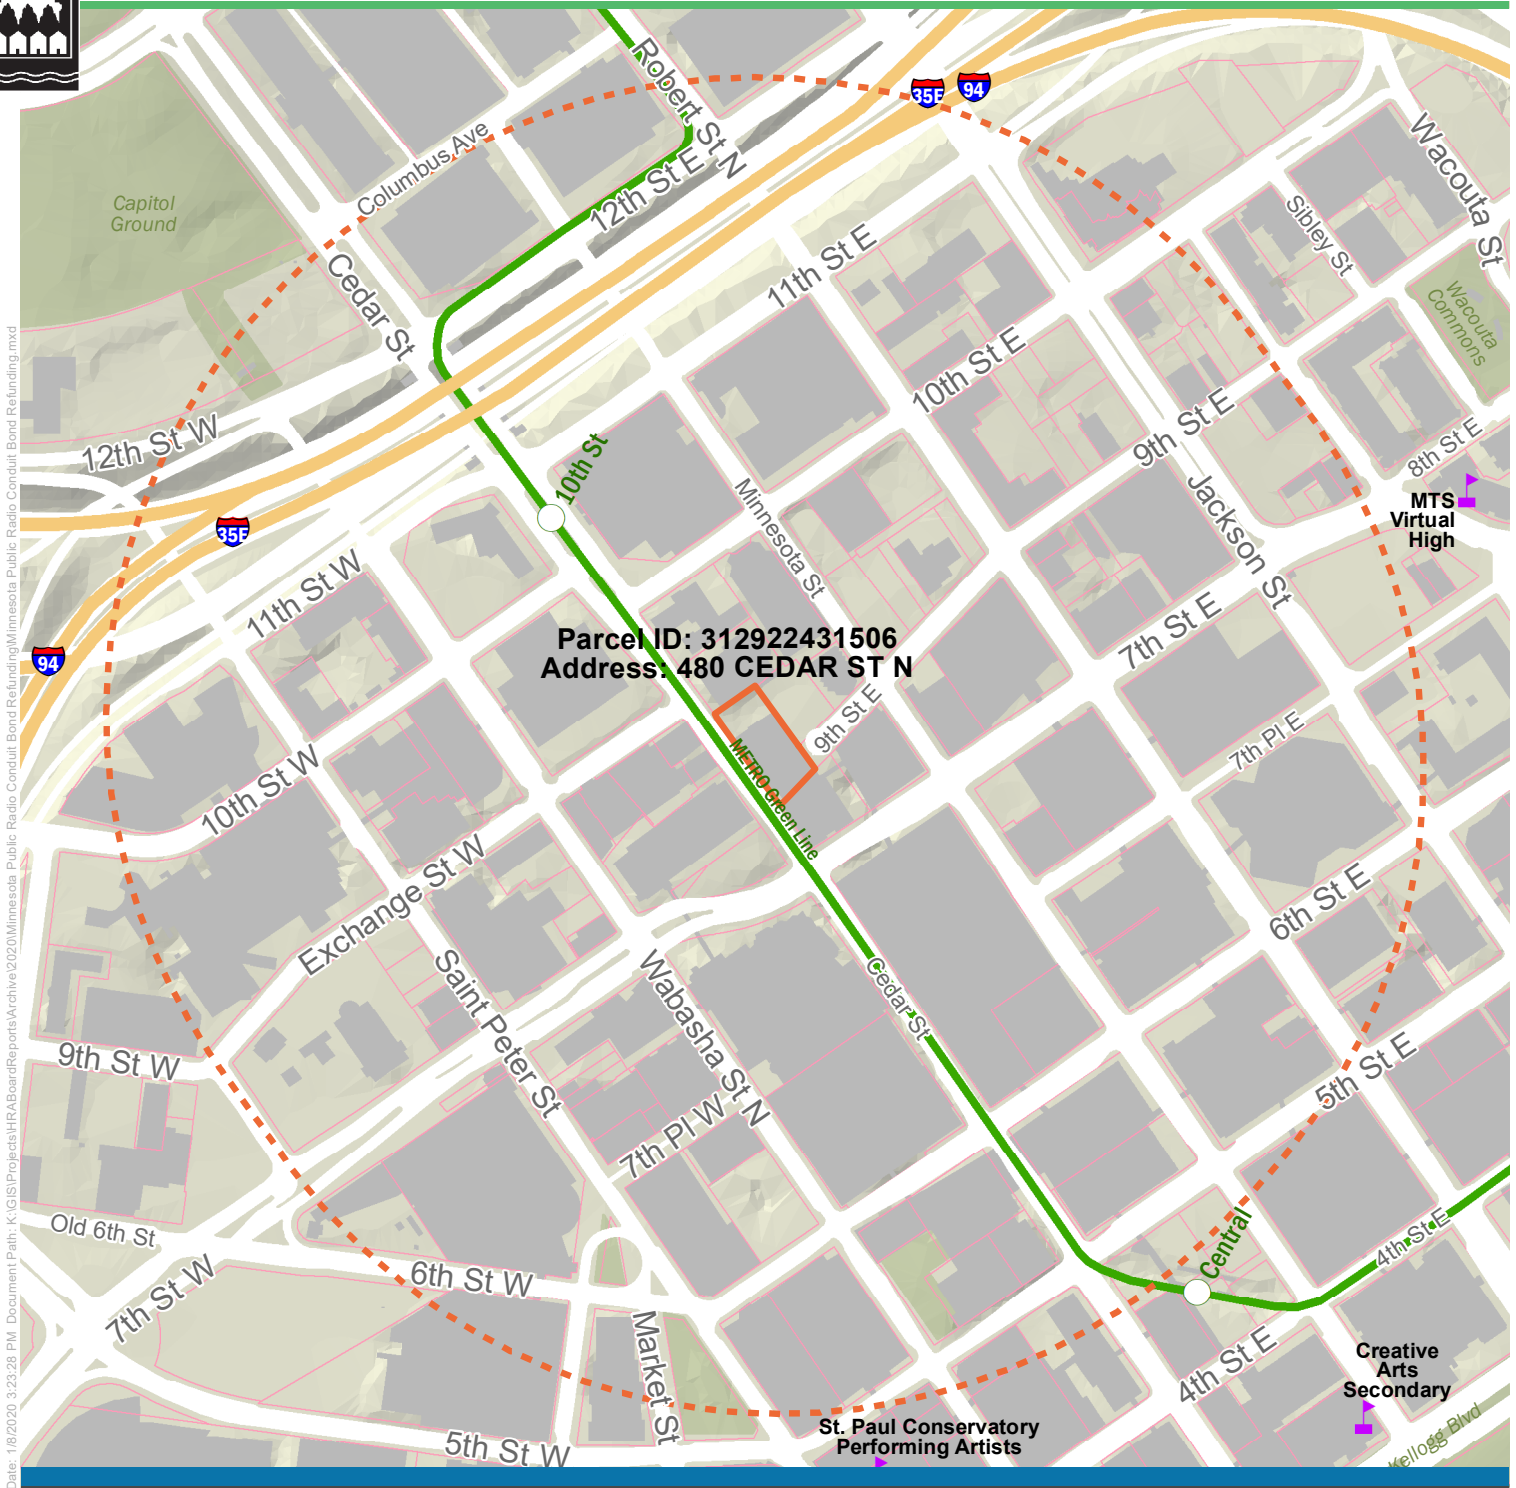 Robert St N
35E
94
Columbus Ave
12th St E
Wacouta St
Capitol
Ground
Sibley St
11th St E
Cedar St
Wacouta
Commons
10th St E
12th St W
9th St E
8th St E
10th St
Minnesota St
Jackson St
MTS
Virtual
High
35E
11th St W
7th St E
Parcel ID: 312922431506
Address: 480 CEDAR ST N
94
9th St E
METRO Green Line
7th Pl E
10th St W
Exchange St W
6th St E
Saint Peter St
Wabasha St N
Cedar St
9th St W
5th St E
7th Pl W
Old 6th St
Central
4th St E
6th St W
7th St W
Market St
4th St E
Creative
Arts
Secondary
St. Paul Conservatory
Performing Artists
5th St W
Kellogg Blvd
Date: 1/8/2020 3:23:28 PM Document Path: K:\GIS\Projects\HRABoardReports\Archive\2020\Minnesota Public Radio Conduit Bond Refunding\Minnesota Public Radio Conduit Bond Refunding.mxd